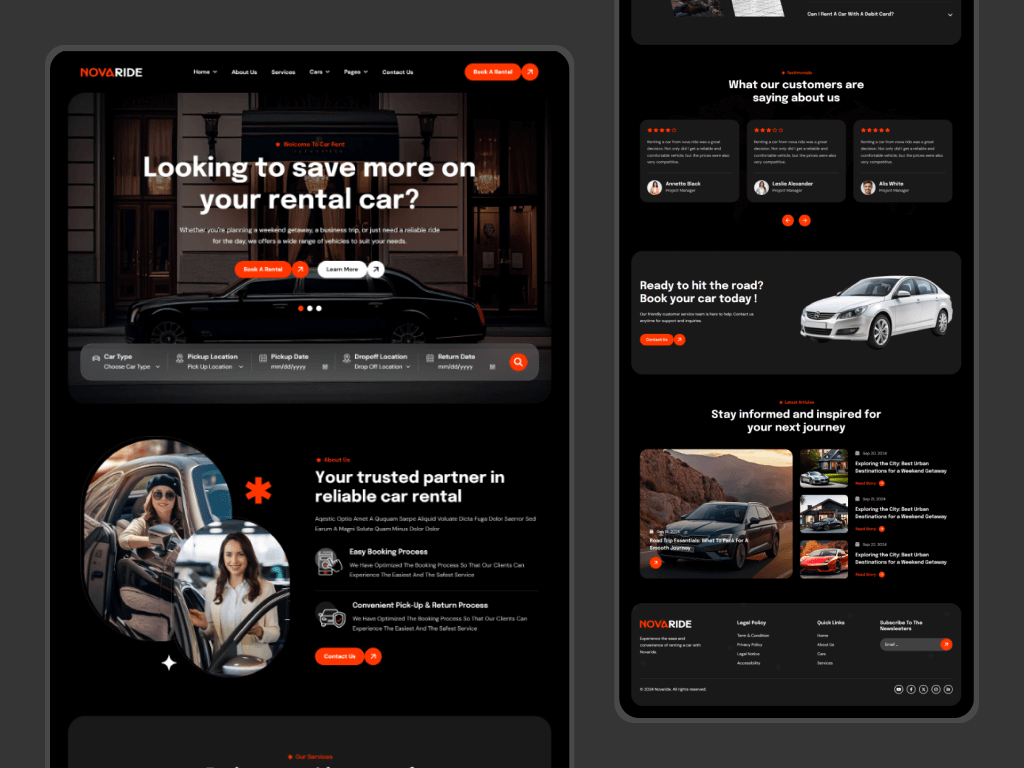 NOVARIDE
Home
About Us
Services
Cars
Pages
Contact Us
Book A Rental
Welcome To Car Rent
Looking to save more on
your rental car?
Whether you're planning a weekend getaway, a business trip, or just need a reliable ride
for the day, we offers a wide range of vehicles to suit your needs.
Book A Rental
Learn More
Car Type
Choose Car Type
Pickup Location
Pick Up Location
Pickup Date
mm/dd/yyyy
Dropoff Location
Drop Off Location
Return Date
mm/dd/yyyy
About Us
Your trusted partner in
reliable car rental
Aqestic Optio Amet A Ququam Saepe Aliquid Voluate Dicta Fuga Dolor Saerror Sed
Earum A Magni Soluta Quam Minus Dolor Dolor
Easy Booking Process
We Have Optimized The Booking Process So That Our Clients Can
Experience The Easiest And The Safest Service
Convenient Pick-Up & Return Process
We Have Optimized The Booking Process So That Our Clients Can
Experience The Easiest And The Safest Service
Contact Us
Our Services
Can I Rent A Car With A Debit Card?
Testimonials
What our customers are
saying about us
Renting a car from nova ride was a great
decision. Not only did I get a reliable and
comfortable vehicle, but the prices were also
very competitive.
Annette Black
Project Manager
Renting a car from nova ride was a great
decision. Not only did I get a reliable and
comfortable vehicle, but the prices were also
very competitive.
Leslie Alexander
Project Manager
Renting a car from nova ride was a great
decision. Not only did I get a reliable and
comfortable vehicle, but the prices were also
very competitive.
Alis White
Project Manager
Ready to hit the road?
Book your car today !
Our friendly customer service team is here to help. Contact us
anytime for support and inquiries.
Contact Us
Latest Articles
Stay informed and inspired for
your next journey
Road Trip Essentials: What To Pack For A
Smooth Journey
Sep 20, 2024
Exploring the City: Best Urban
Destinations for a Weekend Getaway
Read Story
Sep 21, 2024
Exploring the City: Best Urban
Destinations for a Weekend Getaway
Read Story
Sep 23, 2024
Exploring the City: Best Urban
Destinations for a Weekend Getaway
Read Story
NOVARIDE
Experience the ease and
convenience of renting a car with
Novaride.
Legal Policy
Term & Condition
Privacy Policy
Legal Notice
Accessibility
Quick Links
Home
About Us
Cars
Services
Subscribe To The
Newsleeters
Email ...
© 2024 Novaride. All rights reserved.